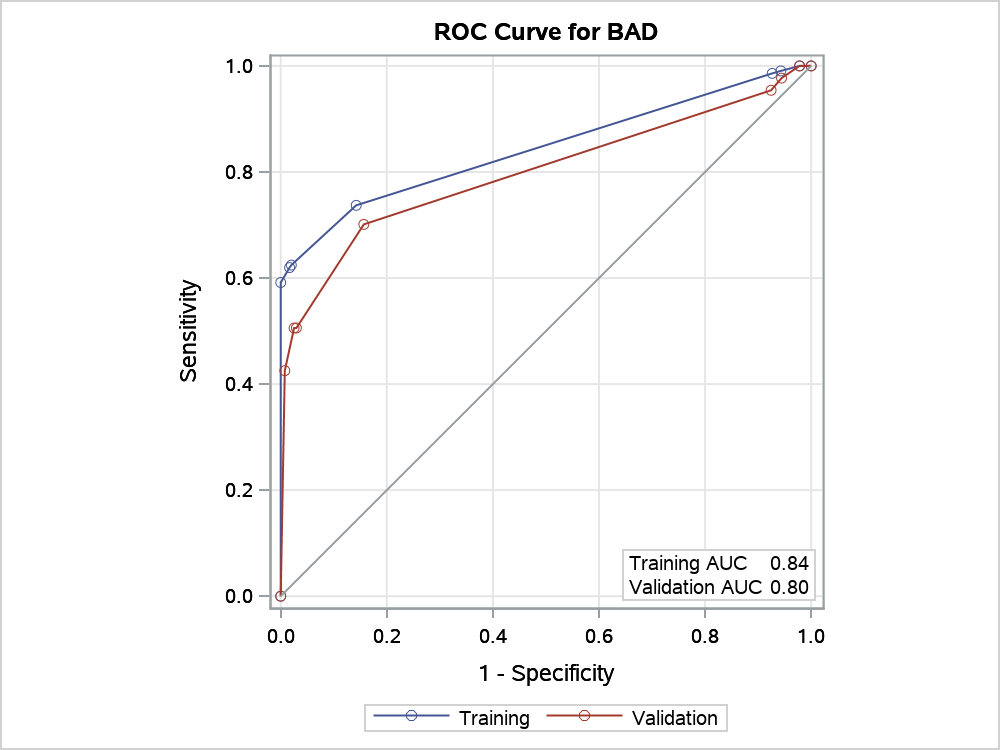 ROC Curve for BAD
1.0
0.8
0.6
0.4
0.2
0.0
Sensitivity
Training AUC 0.84
Validation AUC 0.80
0.0 0.2 0.4 0.6 0.8 1.0
1 - Specificity
Training Validation